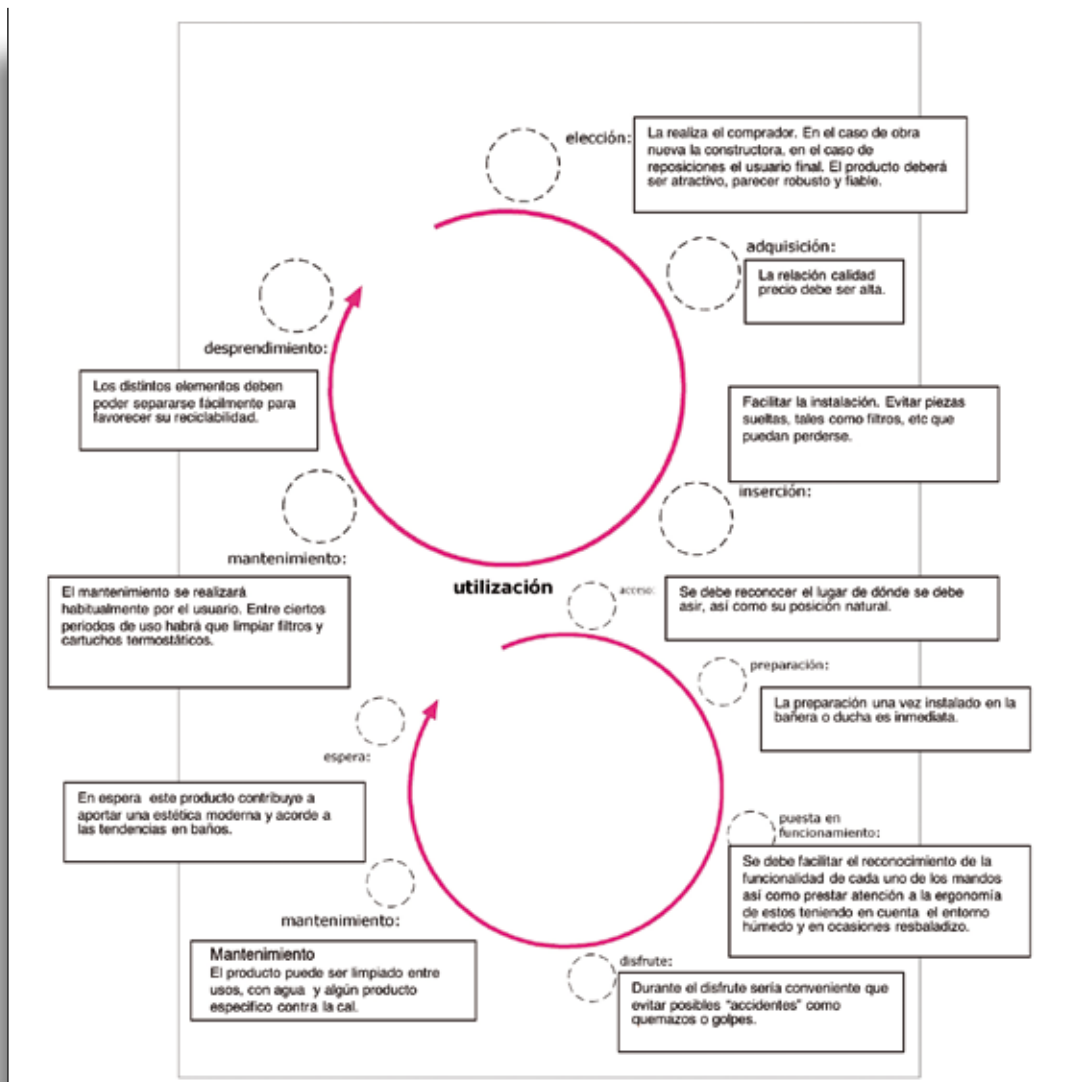 elección:
La realiza el comprador. En el caso de obra
nueva la constructora, en el caso de
reposiciones el usuario final. El producto deberá
ser atractivo, parecer robusto y fiable.
adquisición:
La relación calidad
precio debe ser alta.
desprendimiento:
Los distintos elementos deben
poder separarse fácilmente para
favorecer su reciclabilidad.
Facilitar la instalación. Evitar piezas
sueltas, tales como filtros, etc que
puedan perderse.
inserción:
mantenimiento:
El mantenimiento se realizará
habitualmente por el usuario. Entre ciertos
periodos de uso habrá que limpiar filtros y
cartuchos termostáticos.
utilización
acceso:
Se debe reconocer el lugar de dónde se debe
asir, así como su posición natural.
preparación:
La preparación una vez instalado en la
bañera o ducha es inmediata.
espera:
En espera este producto contribuye a
aportar una estética moderna y acorde a
las tendencias en baños.
puesta en
funcionamiento:
Se debe facilitar el reconocimiento de la
funcionalidad de cada uno de los mandos
así como prestar atención a la ergonomía
de estos teniendo en cuenta el entorno
húmedo y en ocasiones resbaladizo.
mantenimiento:
Mantenimiento
El producto puede ser limpiado entre
usos, con agua y algún producto
especifico contra la cal.
disfrute:
Durante el disfrute sería conveniente que
evitar posibles "accidentes" como
quemazos o golpes.